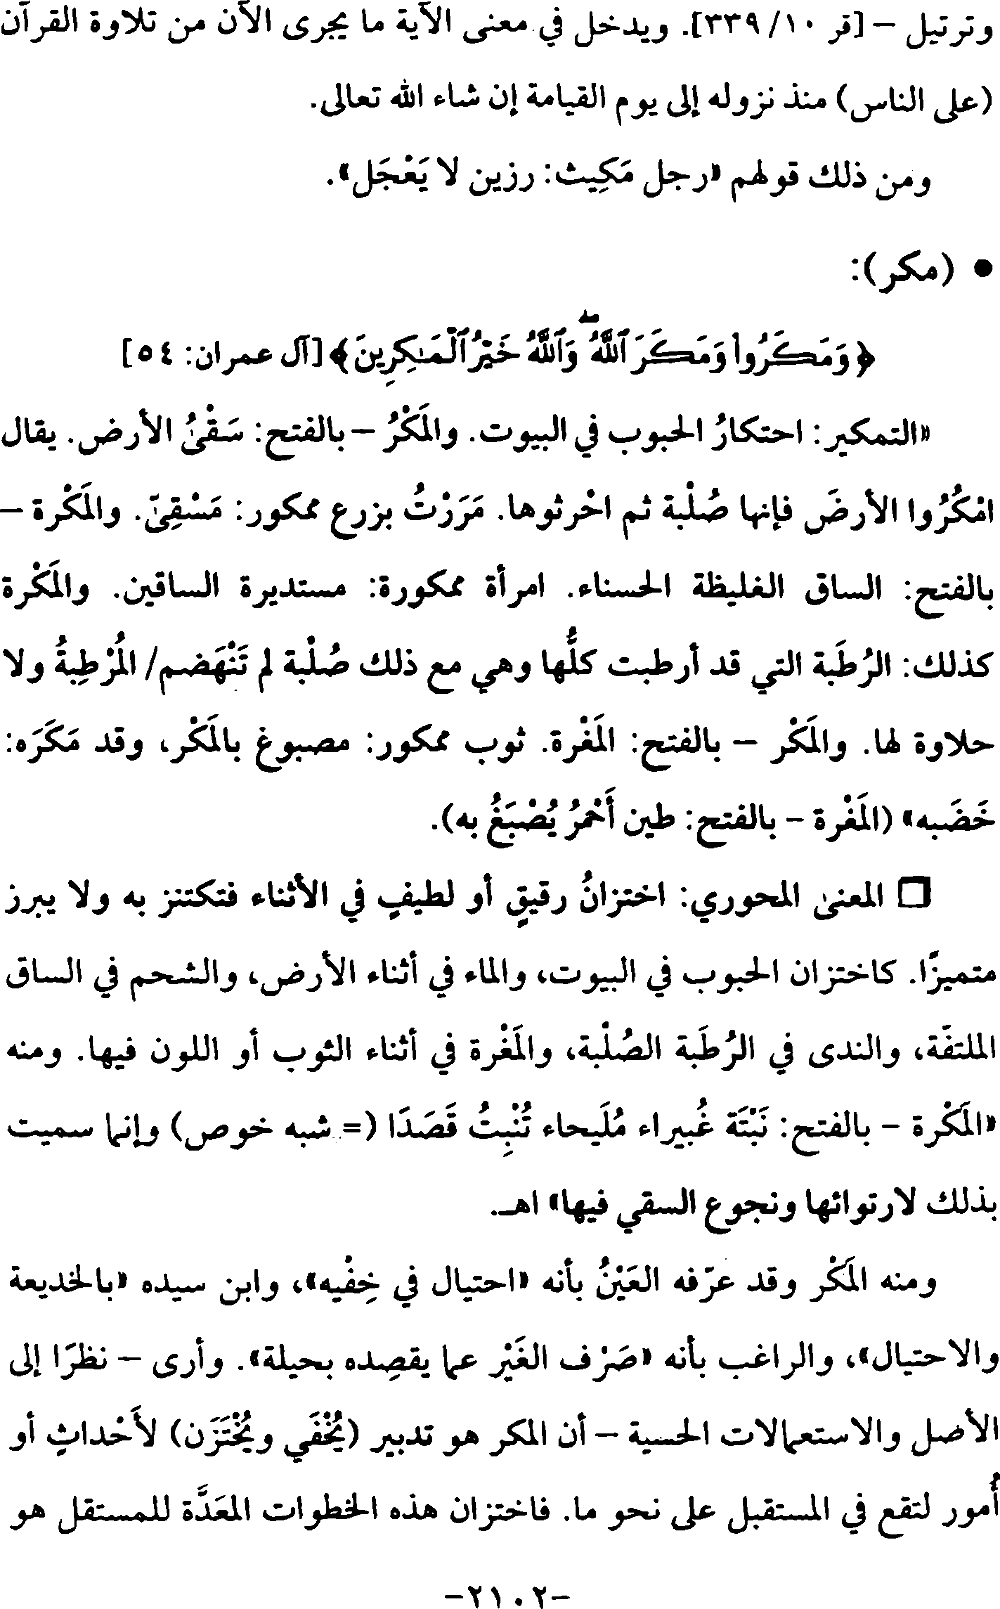 وترتيل – [قر ١٠/ ٣٣٩]. ويدخل في معنى الآية ما يجرى الآن من تلاوة القرآن
(على الناس) منذ نزوله إلى يوم القيامة إن شاء الله تعالى.
ومن ذلك قولهم «رجل مَكِيث: رزين لا يَعْجَل».
• (مكر):
﴿وَمَكَرُواْ وَمَكَرَ ٱللَّهُۖ وَٱللَّهُ خَيْرُ ٱلْمَٰكِرِينَ﴾ [آل عمران: ٥٤]
«التمكير: احتكارُ الحبوب في البيوت. والمَكْرُ – بالفتح: سَقْىُ الأرض. يقال
امْكُرُوا الأرضَ فإنها صُلْبة ثم احْرثوها. مَرَرْتُ بزرع ممكور: مَسْقِىّ. والمَكْرة –
بالفتح: الساق الغليظة الحسناء. امرأة ممكورة: مستديرة الساقين. والمَكْرة
كذلك: الرُطَبة التي قد أرطبت كلُّها وهي مع ذلك صُلْبة لم تَنْهَضم/ المُرْطِبةُ ولا
حلاوة لها. والمَكْر – بالفتح: المَغْرة. ثوب ممكور: مصبوغ بالمَكْر، وقد مَكَرَه:
خَضَبه» (المَغْرة - بالفتح: طين أَحْمرُ يُصْبَغُ به).
❒ المعنىٰ المحوري: اختزانُ رقيقٍ أو لطيفٍ في الأثناء فتكتنز به ولا يبرز
متميزًا. كاختزان الحبوب في البيوت، والماء في أثناء الأرض، والشحم في الساق
الملتفّة، والندى في الرُطَبة الصُلْبة، والمَغْرة في أثناء الثوب أو اللون فيها. ومنه
«المَكْرة - بالفتح: نَبْتَة غُبيراء مُلَيحاء تُنْبِتُ قَصَدًا (= شبه خوص) وإنما سميت
بذلك لارتوائها ونجوع السقي فيها» اهـ.
ومنه المَكْر وقد عرّفه العَيْنُ بأنه «احتيال في خِفْيه»، وابن سيده «بالخديعة
والاحتيال»، والراغب بأنه «صَرْف الغَيْر عما يقصِده بحيلة». وأرى – نظرًا إلى
الأصل والاستعمالات الحسية – أن المكر هو تدبير (يُخْفَي ويُخْتَزَن) لأَحْداثٍ أو
أُمور لتقع في المستقبل على نحو ما. فاختزان هذه الخطوات المعَدَّة للمستقل هو
-٢١٠٢-